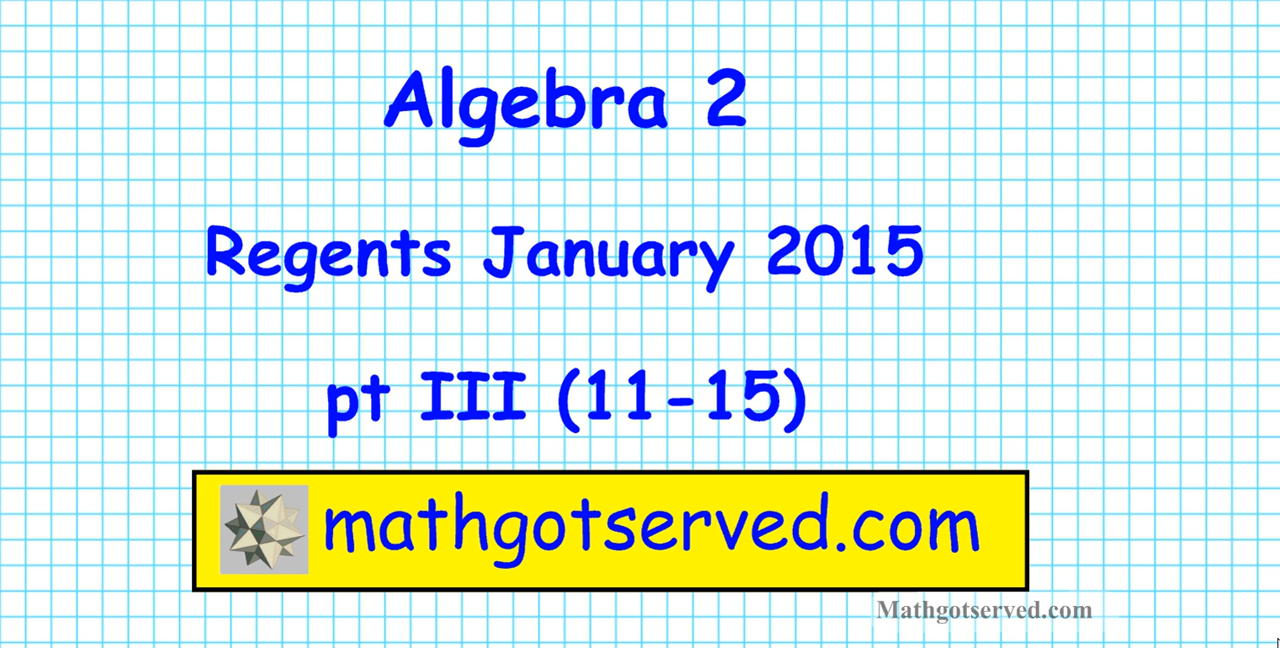 Algebra 2
Regents January 2015
pt III (11-15)
mathgotserved.com
Mathgotserved.com